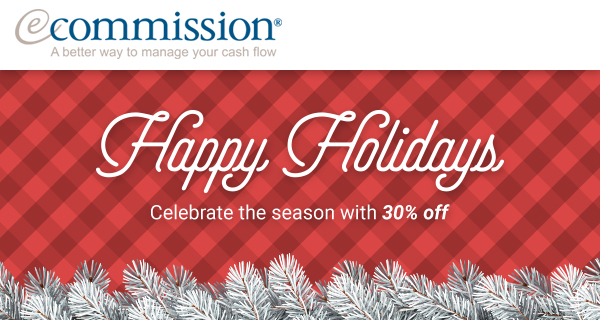 ecommission®
A better way to manage your cash flow
Happy Holidays
Celebrate the season with 30% off